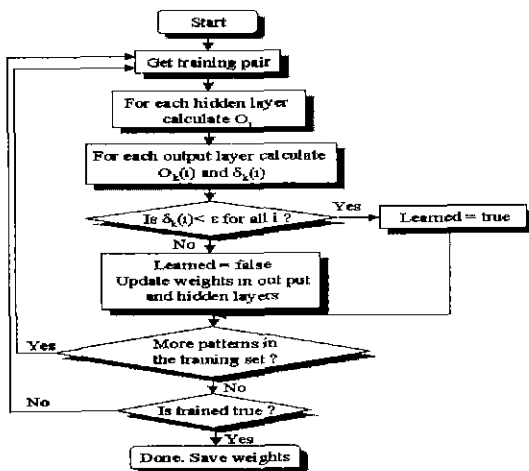 Start
Get training pair
For each hidden layer
calculate O_j
For each output layer calculate
O_k(i) and δ_k(i)
Is δ_k(i)< ε for all i ?
Yes
Learned = true
No
Learned = false
Update weights in out put
and hidden layers
More patterns in
the training set ?
Yes
No
Is trained true ?
No
Yes
Done. Save weights